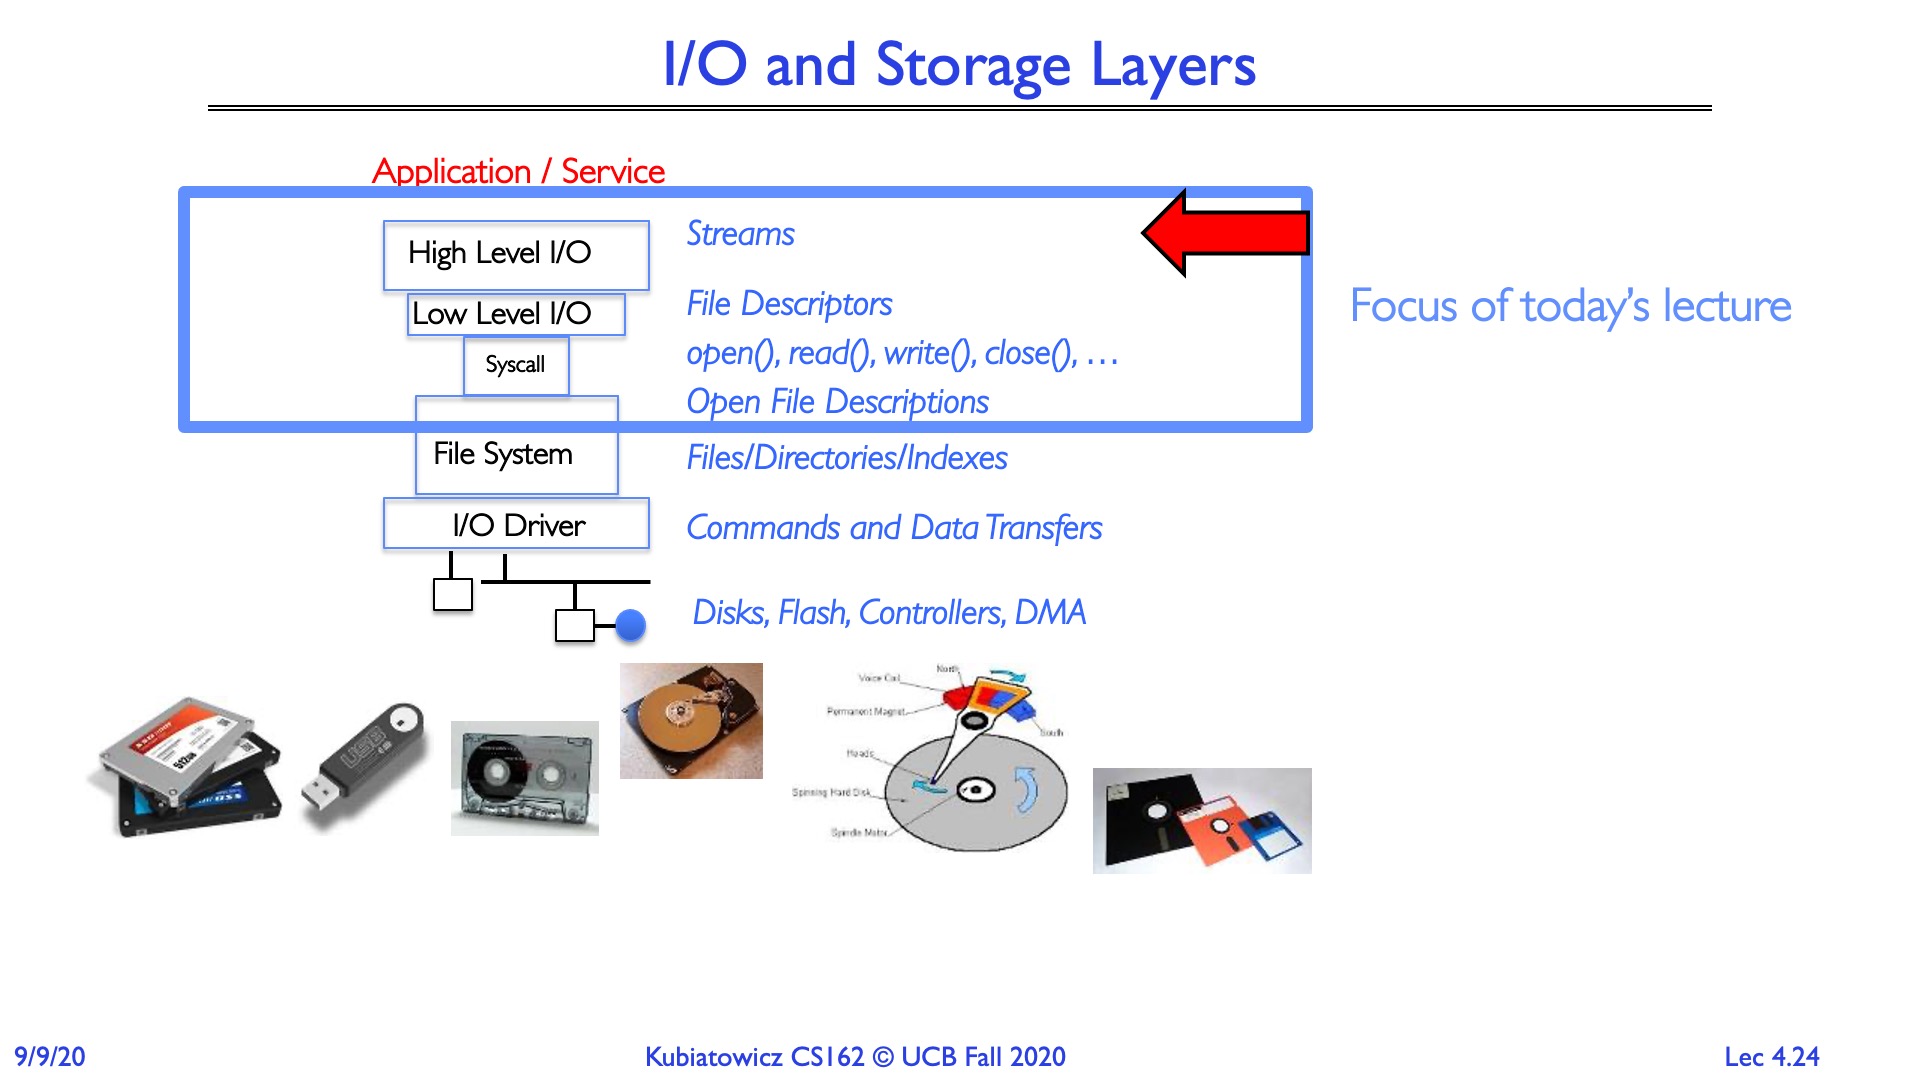 I/O and Storage Layers
Application / Service
High Level I/O
Streams
Low Level I/O
File Descriptors
Syscall
open(), read(), write(), close(), …
Open File Descriptions
File System
Files/Directories/Indexes
I/O Driver
Commands and Data Transfers
Disks, Flash, Controllers, DMA
Focus of today’s lecture
North
Voice Coil
Permanent Magnet
South
Heads
Spinning Hard Disk
Spindle Motor
512GB
SSD
USB
9/9/20
Kubiatowicz CS162 © UCB Fall 2020
Lec 4.24